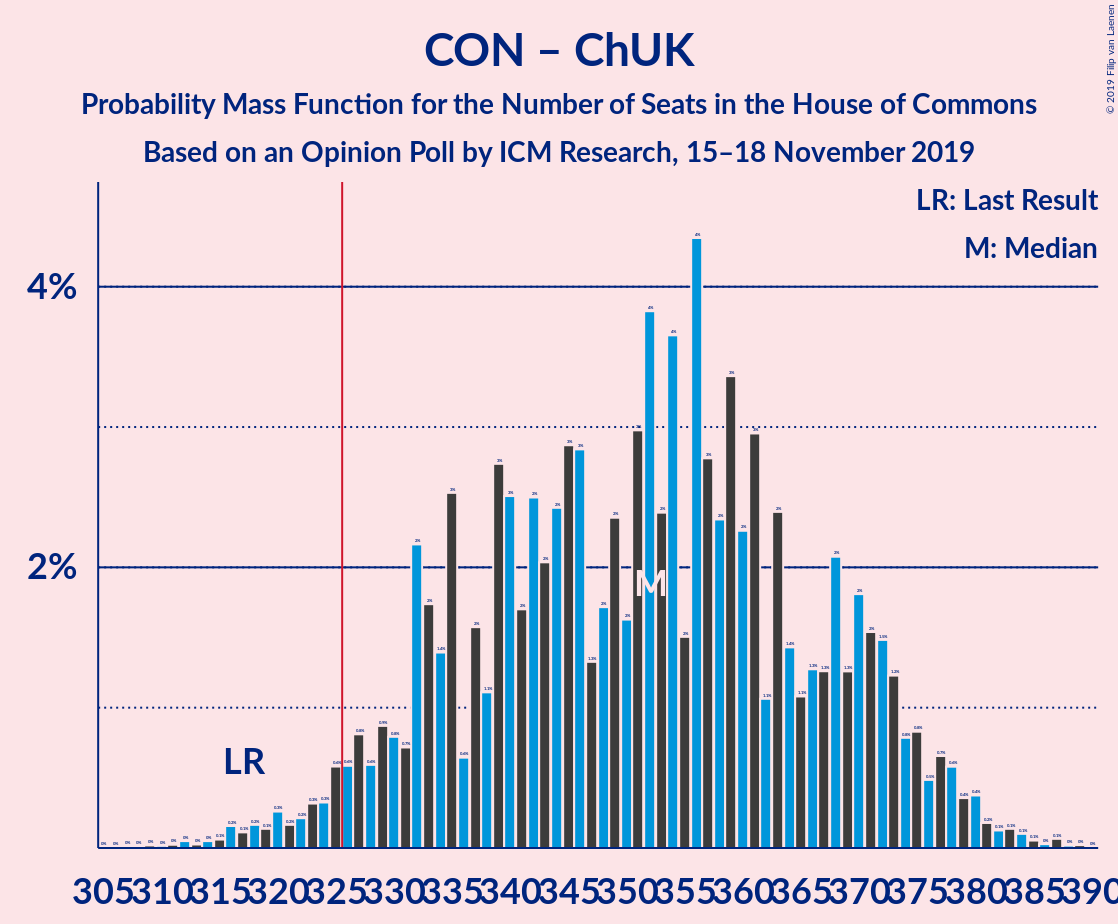 CON – ChUK
Probability Mass Function for the Number of Seats in the House of Commons
Based on an Opinion Poll by ICM Research, 15–18 November 2019
© 2019 Filip van Laenen
LR: Last Result
M: Median
4%
2%
LR
M
305 310 315 320 325 330 335 340 345 350 355 360 365 370 375 380 385 390